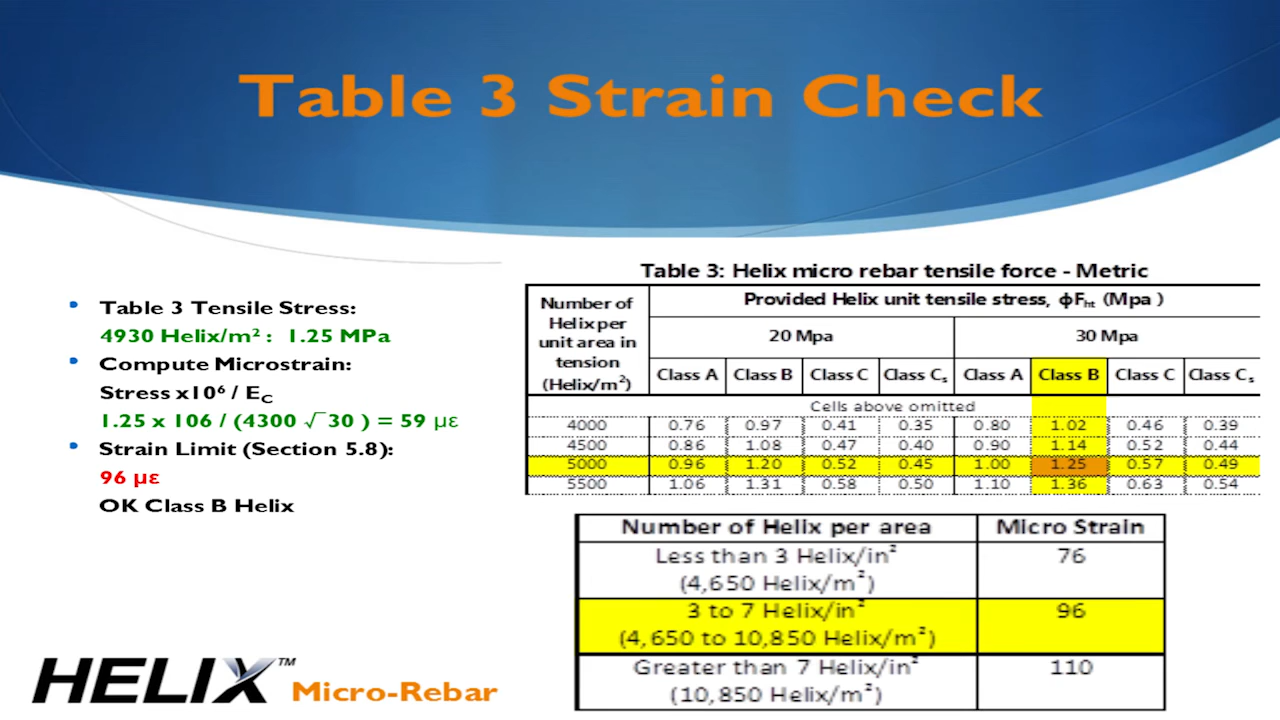 Table 3 Strain Check
• Table 3 Tensile Stress:
4930 Helix/m² : 1.25 MPa
• Compute Microstrain:
Stress x10⁶ / E_C
1.25 x 106 / (4300 √ 30 ) = 59 με
• Strain Limit (Section 5.8):
96 με
OK Class B Helix
Table 3: Helix micro rebar tensile force - Metric
Number of Helix per unit area in tension (Helix/m²) Provided Helix unit tensile stress, ϕFₕₜ (Mpa )
20 Mpa 30 Mpa
Class A Class B Class C Class Cₛ Class A Class B Class C Class Cₛ
Cells above omitted
4000 0.76 0.97 0.41 0.35 0.80 1.02 0.46 0.39
4500 0.86 1.08 0.47 0.40 0.90 1.14 0.52 0.44
5000 0.96 1.20 0.52 0.45 1.00 1.25 0.57 0.49
5500 1.06 1.31 0.58 0.50 1.10 1.36 0.63 0.54
Number of Helix per area Micro Strain
Less than 3 Helix/in² 76
(4,650 Helix/m²)
3 to 7 Helix/in² 96
(4,650 to 10,850 Helix/m²)
Greater than 7 Helix/in² 110
(10,850 Helix/m²)
HELIX™ Micro-Rebar